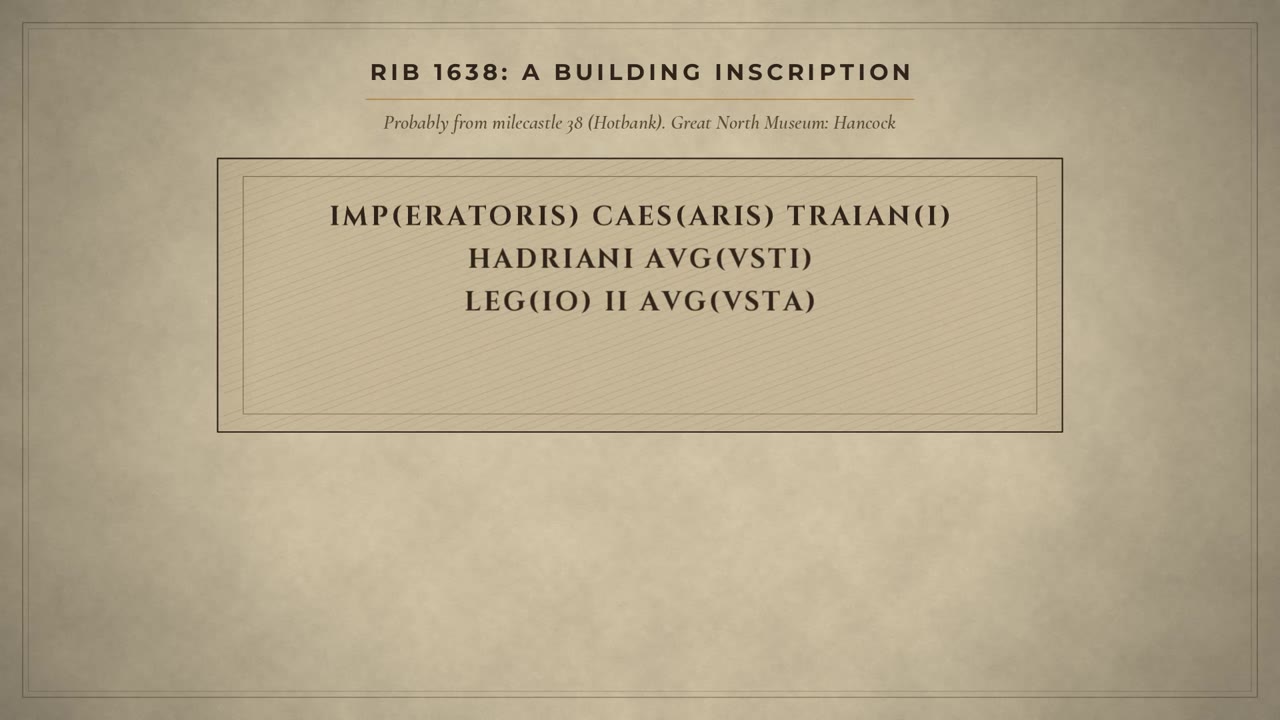 RIB 1638: A BUILDING INSCRIPTION
Probably from milecastle 38 (Hotbank). Great North Museum: Hancock
IMP(ERATORIS) CAES(ARIS) TRAIAN(I)
HADRIANI AVG(VSTI)
LEG(IO) II AVG(VSTA)